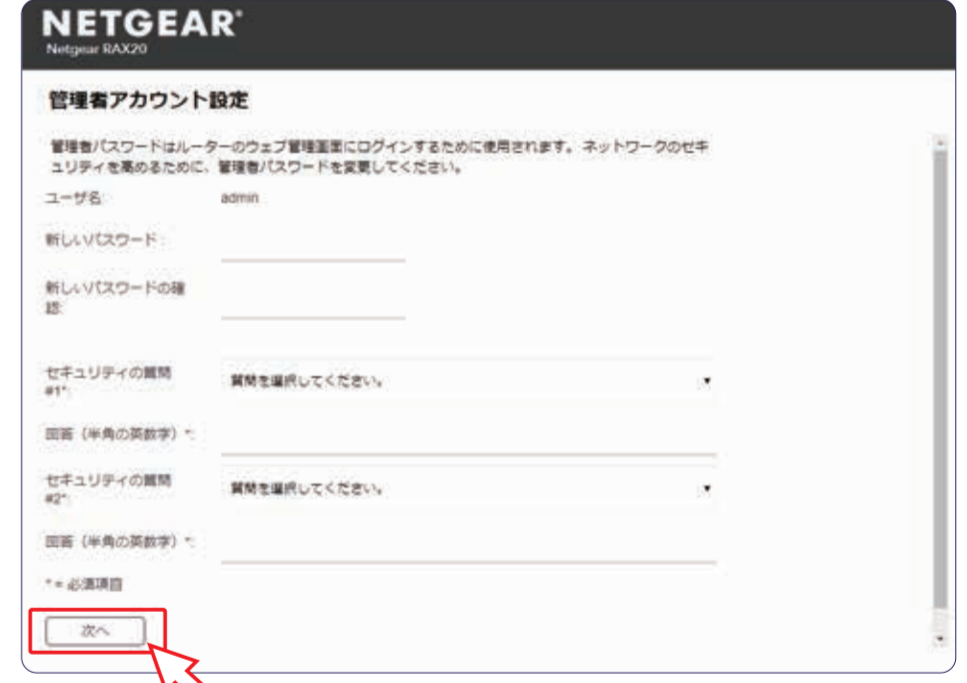 NETGEAR
Netgear RAX20
管理者アカウント設定
管理者パスワードはルーターのウェブ管理画面にログインするために使用されます。ネットワークのセキ
ュリティを高めるために、管理者パスワードを変更してください。
ユーザ名:
admin
新しいパスワード:
新しいパスワードの確
認:
セキュリティの質問
#1*:
質問を選択してください。
回答（半角の英数字）*:
セキュリティの質問
#2*:
質問を選択してください。
回答（半角の英数字）*:
* = 必須項目
次へ